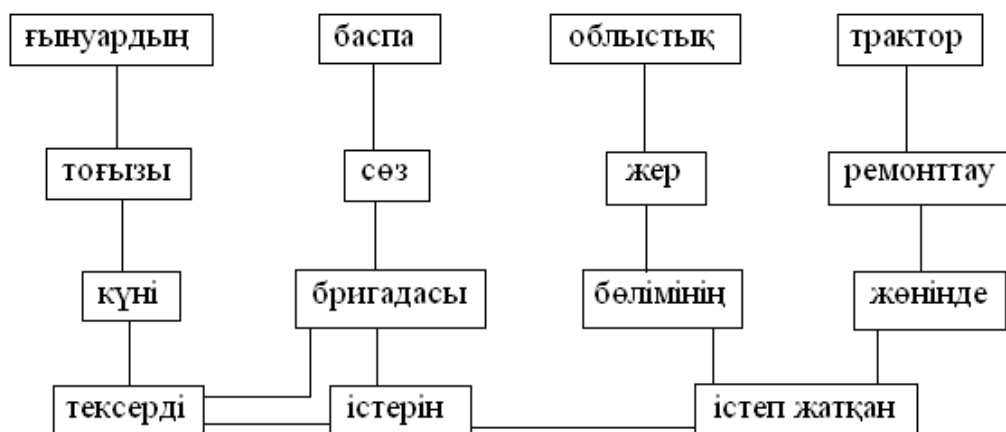 ғынуардың баспа облыстық трактор
тоғызы сөз жер ремонттау
күні бригадасы бөлімінің жөнінде
тексерді істерін істеп жатқан